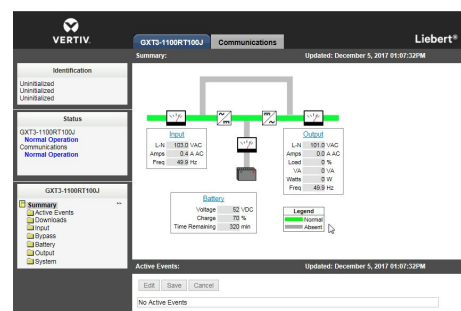 VERTIV.
GXT3-1100RT100J
Communications
Liebert®
Summary:
Updated: December 5, 2017 01:07:32PM
Identification
Uninitialized
Uninitialized
Uninitialized
Status
GXT3-1100RT100J
Normal Operation
Communications
Normal Operation
GXT3-1100RT100J
Summary
Active Events
Downloads
Input
Bypass
Battery
Output
System
Input
L-N 103.0 VAC
Amps 0.4 A AC
Freq 49.9 Hz
Output
L-N 101.0 VAC
Amps 0.0 A AC
Load 0 %
VA 0 VA
Watts 0 W
Freq 49.9 Hz
Battery
Voltage 52 VDC
Charge 70 %
Time Remaining 320 min
Legend
Normal
Absent
Active Events:
Updated: December 5, 2017 01:07:32PM
Edit Save Cancel
No Active Events